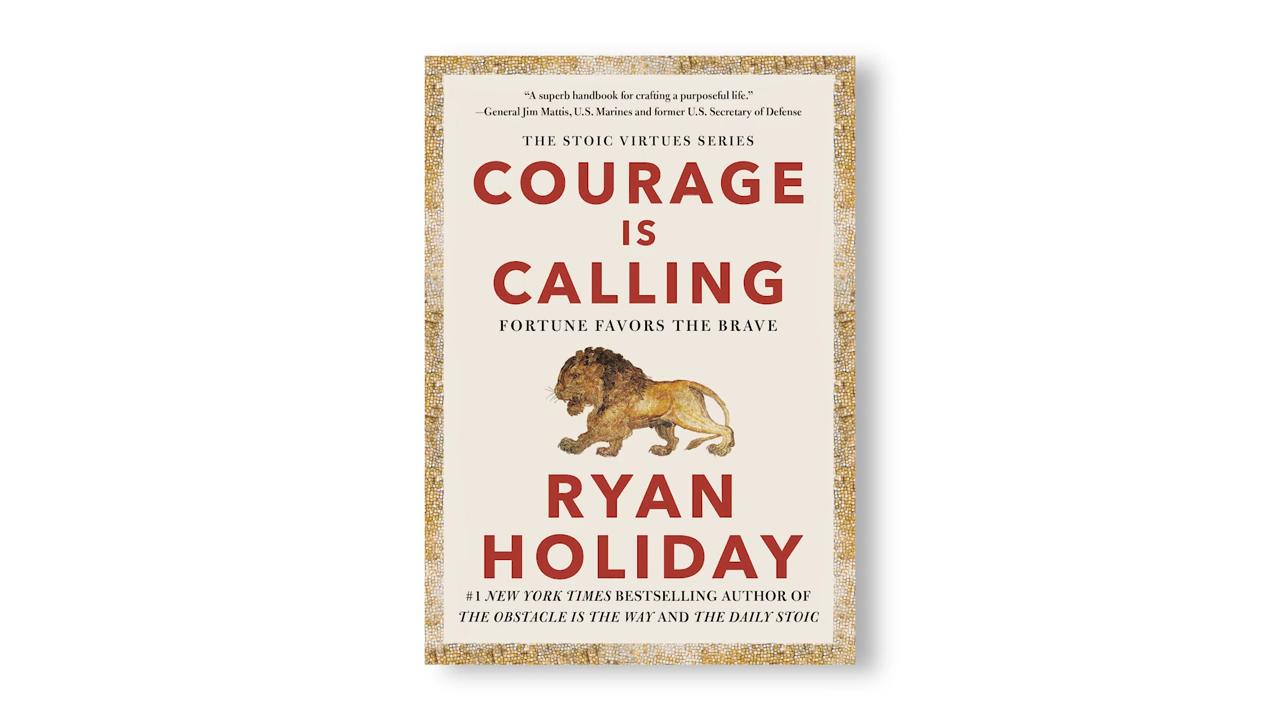 “A superb handbook for crafting a purposeful life.”
—General Jim Mattis, U.S. Marines and former U.S. Secretary of Defense
THE STOIC VIRTUES SERIES
COURAGE
IS
CALLING
FORTUNE FAVORS THE BRAVE
RYAN
HOLIDAY
#1 NEW YORK TIMES BESTSELLING AUTHOR OF
THE OBSTACLE IS THE WAY AND THE DAILY STOIC